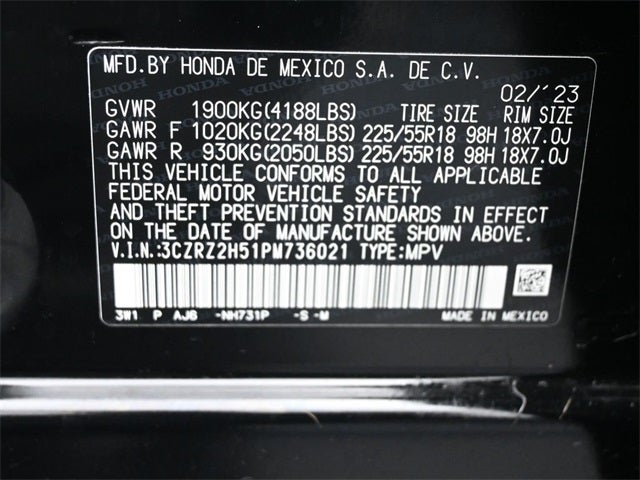 MFD.BY HONDA DE MEXICO S.A. DE C.V.
02/'23
GVWR 1900KG(4188LBS) TIRE SIZE RIM SIZE
GAWR F 1020KG(2248LBS) 225/55R18 98H 18X7.0J
GAWR R 930KG(2050LBS) 225/55R18 98H 18X7.0J
THIS VEHICLE CONFORMS TO ALL APPLICABLE
FEDERAL MOTOR VEHICLE SAFETY
AND THEFT PREVENTION STANDARDS IN EFFECT
ON THE DATE OF MANUFACTURE SHOWN ABOVE.
V.I.N.:3CZRZ2H51PM736021 TYPE:MPV
3W1 P AJ6 -NH731P -S -M MADE IN MEXICO